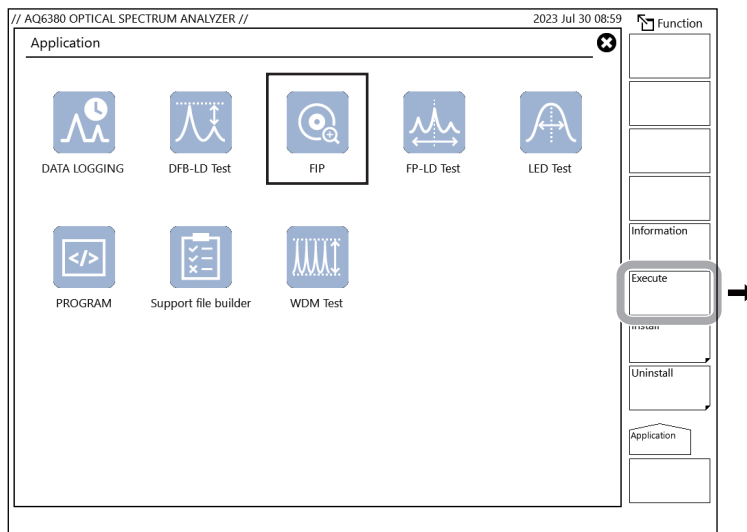 // AQ6380 OPTICAL SPECTRUM ANALYZER //
2023 Jul 30 08:59
Function
Application
DATA LOGGING
DFB-LD Test
FIP
FP-LD Test
LED Test
</>
PROGRAM
Support file builder
WDM Test
Information
Execute
Install
Uninstall
Application